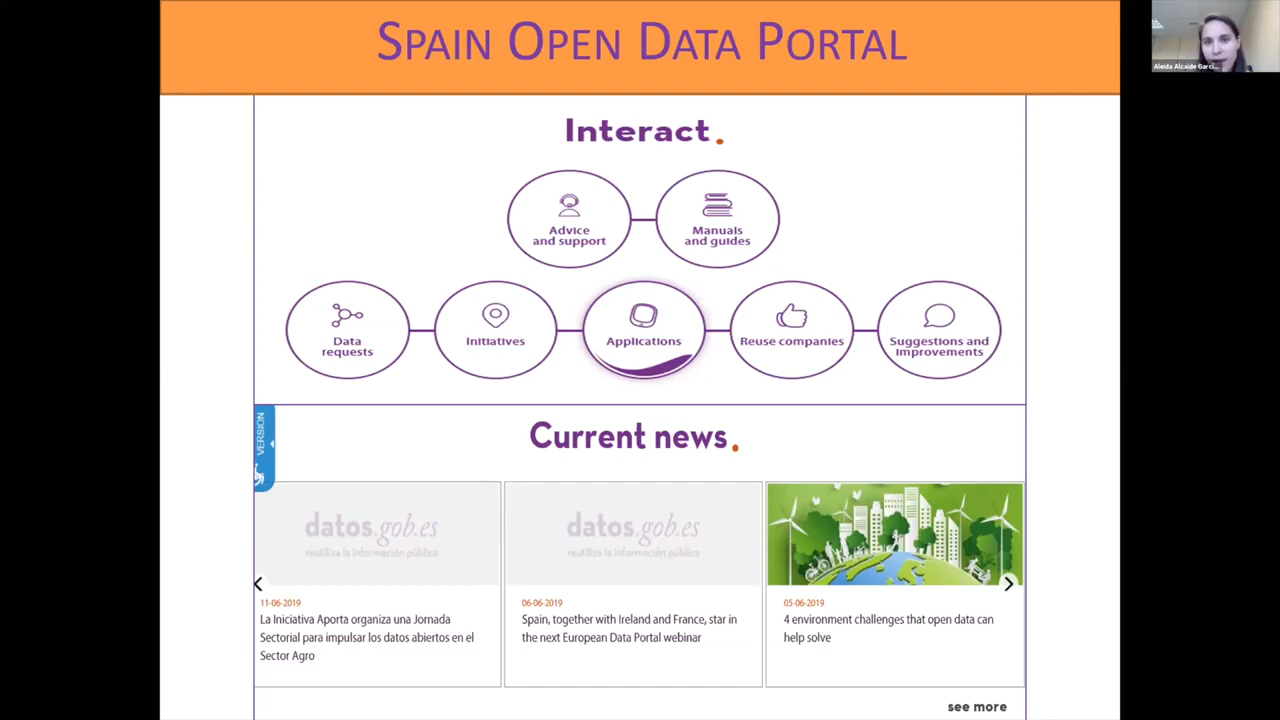 SPAIN OPEN DATA PORTAL
Aleida Alcaide Garcí...
Interact.
Advice
and support
Manuals
and guides
Data
requests
Initiatives
Applications
Reuse companies
Suggestions and
improvements
VERSION
Current news.
datos.gob.es
reutiliza la información pública
datos.gob.es
reutiliza la información pública
11-06-2019
La Iniciativa Aporta organiza una Jornada
Sectorial para impulsar los datos abiertos en el
Sector Agro
06-06-2019
Spain, together with Ireland and France, star in
the next European Data Portal webinar
05-06-2019
4 environment challenges that open data can
help solve
see more